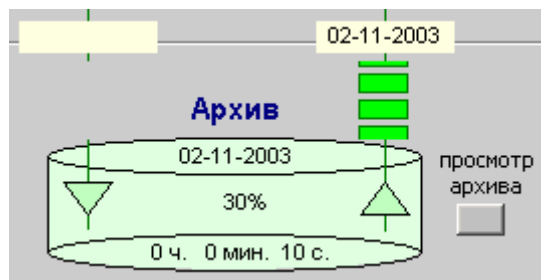 02-11-2003
Архив
02-11-2003
просмотр
архива
30%
0 ч. 0 мин. 10 с.